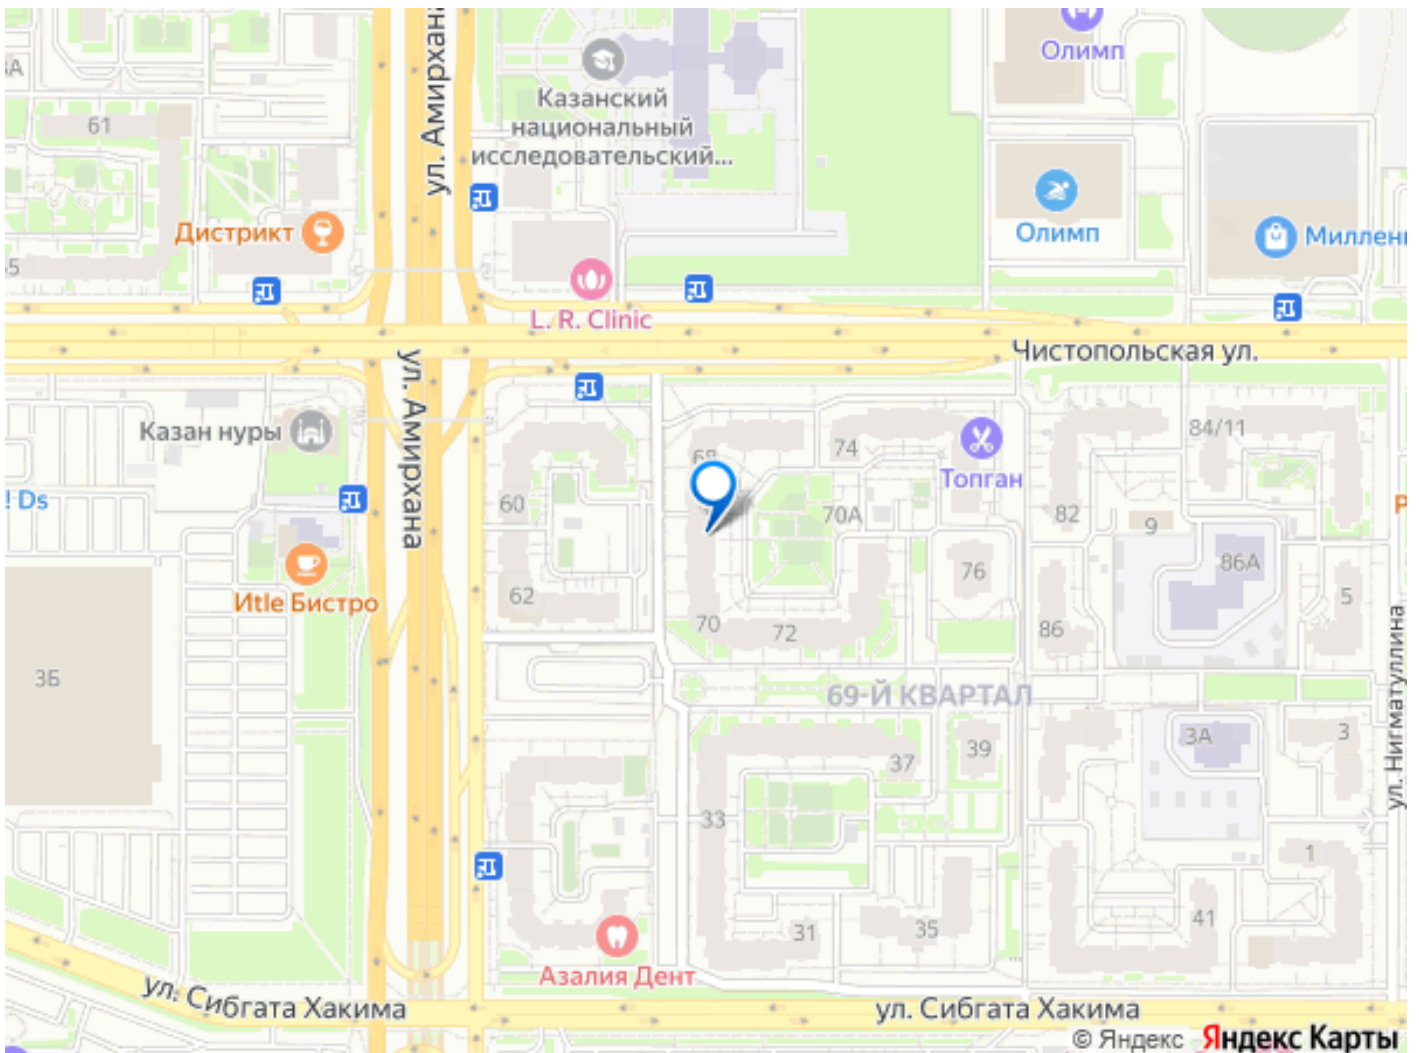 Олимп
ул. Амирхана
Казанский
национальный
исследовательский...
61
Дистрикт
Олимп
Миллени
L. R. Clinic
Чистопольская ул.
ул. Амирхана
Казан нуры
68
74
84/11
Топган
! Ds
60
70А
82
9
86А
76
Иtle Бистро
62
5
70
72
86
3Б
69-Й КВАРТАЛ
ул. Нигматуллина
37
39
3А
3
33
1
31
35
41
Азалия Дент
ул. Сибгата Хакима
ул. Сибгата Хакима
© Яндекс Яндекс Карты